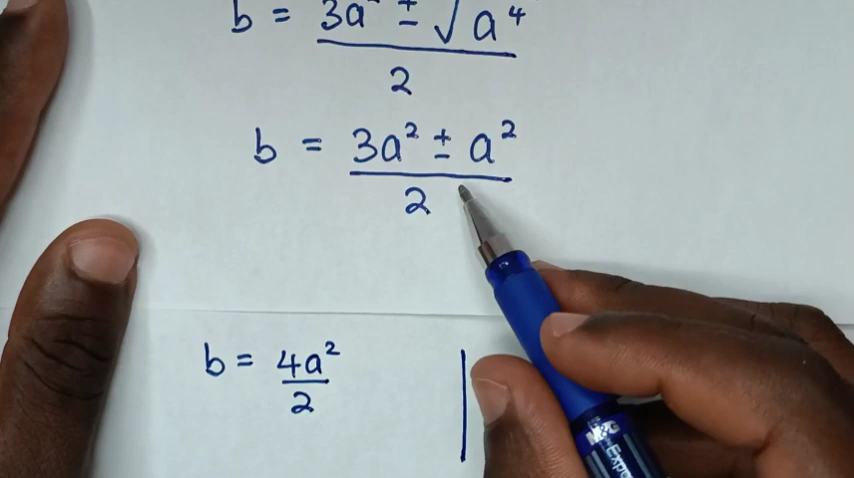 b = 3a² ± √a⁴ / 2
b = 3a² ± a² / 2
b = 4a² / 2
M&G